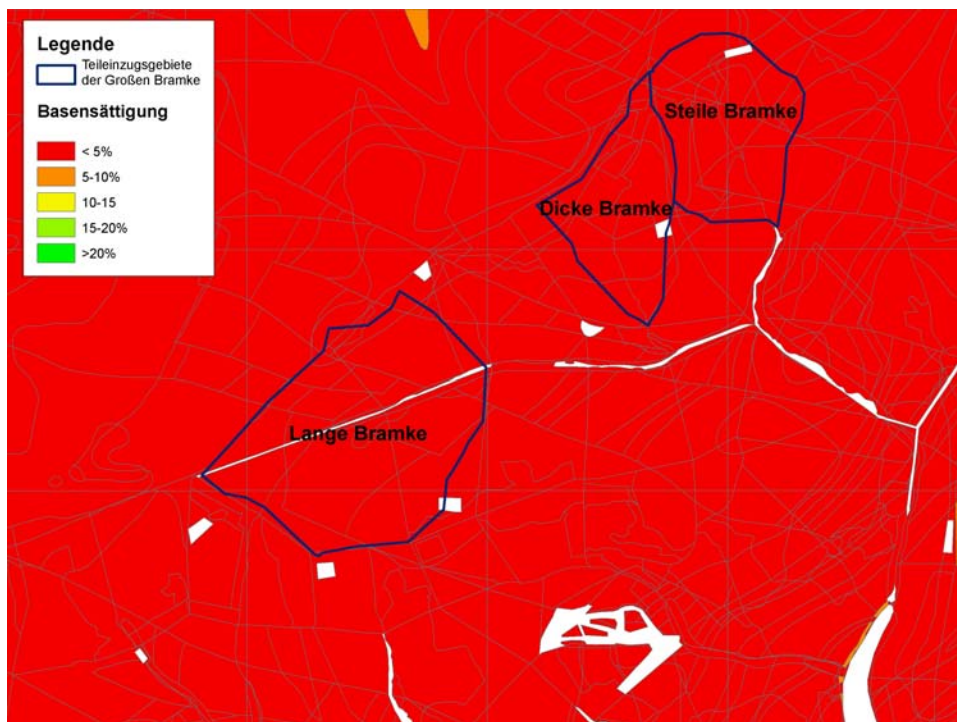 Legende
Teileinzugsgebiete
der Großen Bramke
Basensättigung
< 5%
5-10%
10-15
15-20%
>20%
Steile Bramke
Dicke Bramke
Lange Bramke